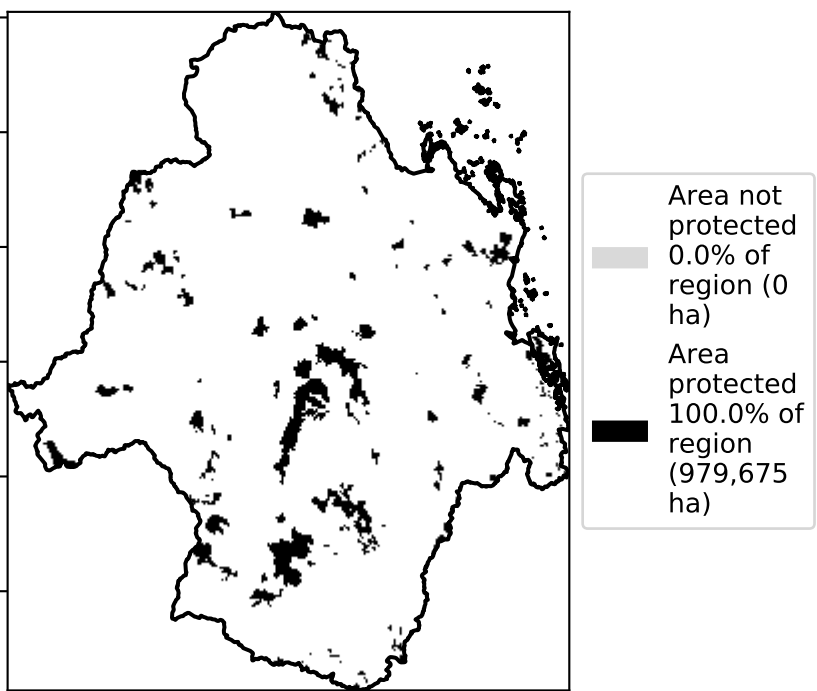 Area not
protected
0.0% of
region (0
ha)
Area
protected
100.0% of
region
(979,675
ha)